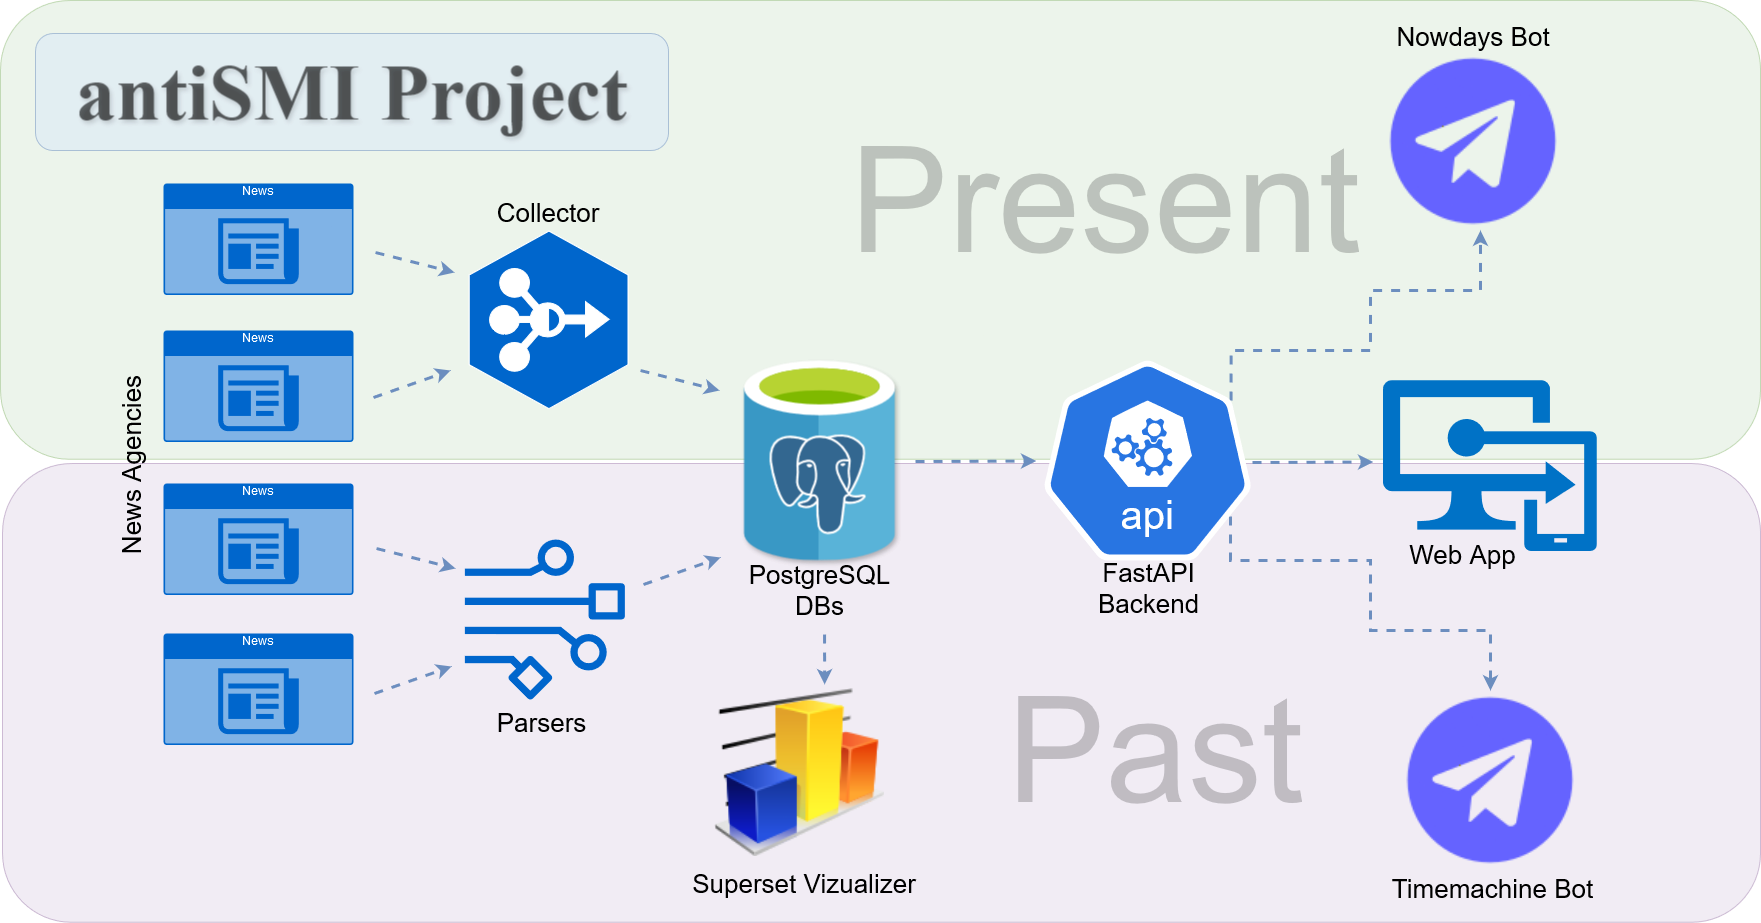 antiSMI Project
Nowdays Bot
Present
News
Collector
News
News Agencies
News
News
Parsers
PostgreSQL
DBs
api
FastAPI
Backend
Web App
Past
Superset Vizualizer
Timemachine Bot